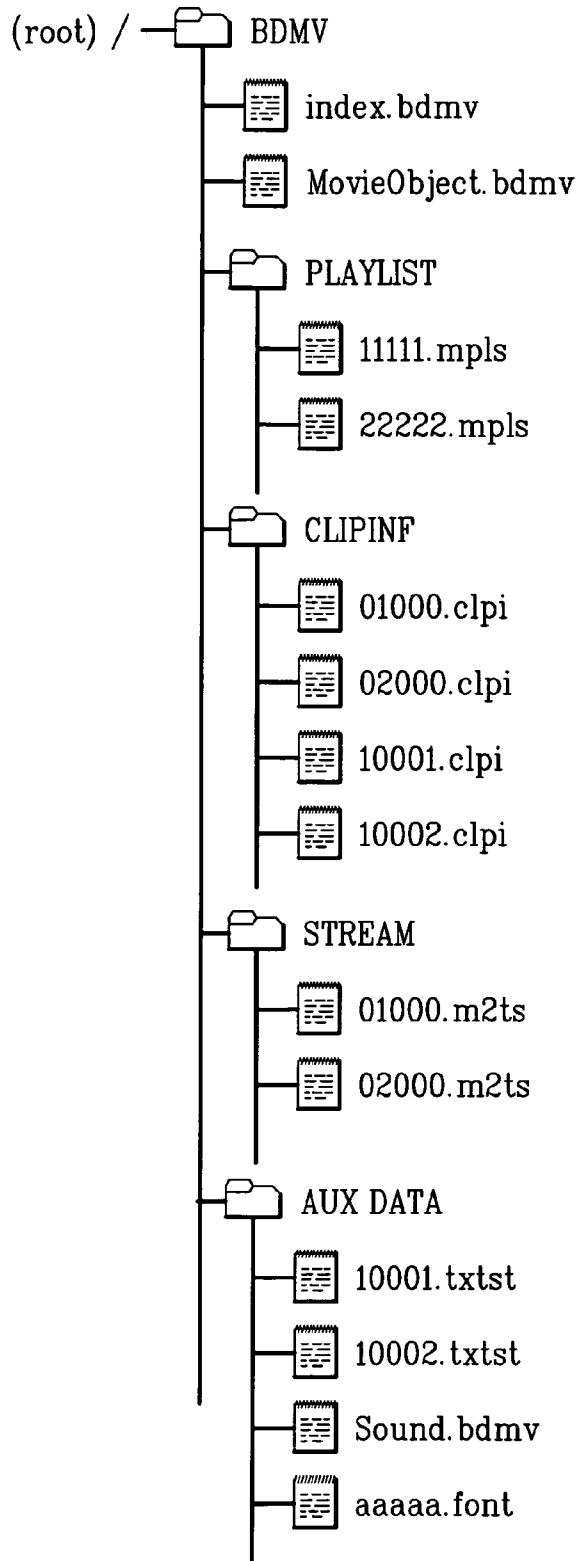 (root) / BDMV
index.bdmv
MovieObject.bdmv
PLAYLIST
11111.mpls
22222.mpls
CLIPINF
01000.clpi
02000.clpi
10001.clpi
10002.clpi
STREAM
01000.m2ts
02000.m2ts
AUX DATA
10001.txtst
10002.txtst
Sound.bdmv
aaaaa.font